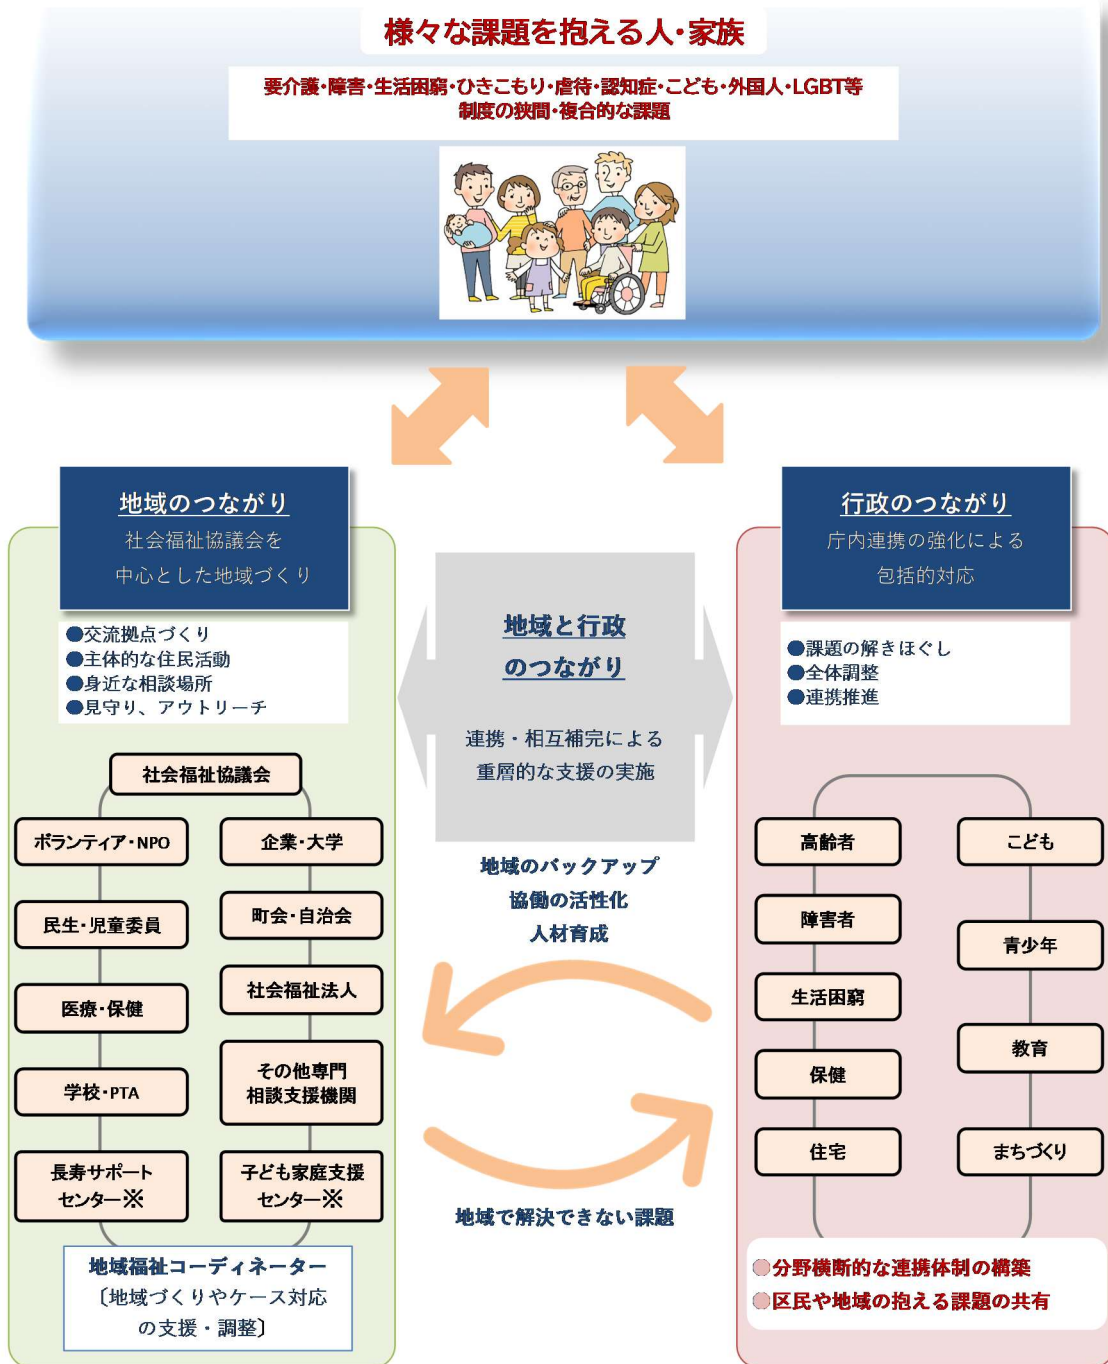 様々な課題を抱える人・家族
要介護・障害・生活困窮・ひきこもり・虐待・認知症・こども・外国人・LGBT等
制度の狭間・複合的な課題
地域のつながり
社会福祉協議会を
中心とした地域づくり
●交流拠点づくり
●主体的な住民活動
●身近な相談場所
●見守り、アウトリーチ
社会福祉協議会
ボランティア・NPO
民生・児童委員
医療・保健
学校・PTA
長寿サポート
センター※
企業・大学
町会・自治会
社会福祉法人
その他専門
相談支援機関
子ども家庭支援
センター※
地域福祉コーディネーター
〔地域づくりやケース対応
の支援・調整〕
地域と行政
のつながり
連携・相互補完による
重層的な支援の実施
地域のバックアップ
協働の活性化
人材育成
地域で解決できない課題
行政のつながり
庁内連携の強化による
包括的対応
●課題の解きほぐし
●全体調整
●連携推進
高齢者
障害者
生活困窮
保健
住宅
こども
青少年
教育
まちづくり
●分野横断的な連携体制の構築
●区民や地域の抱える課題の共有